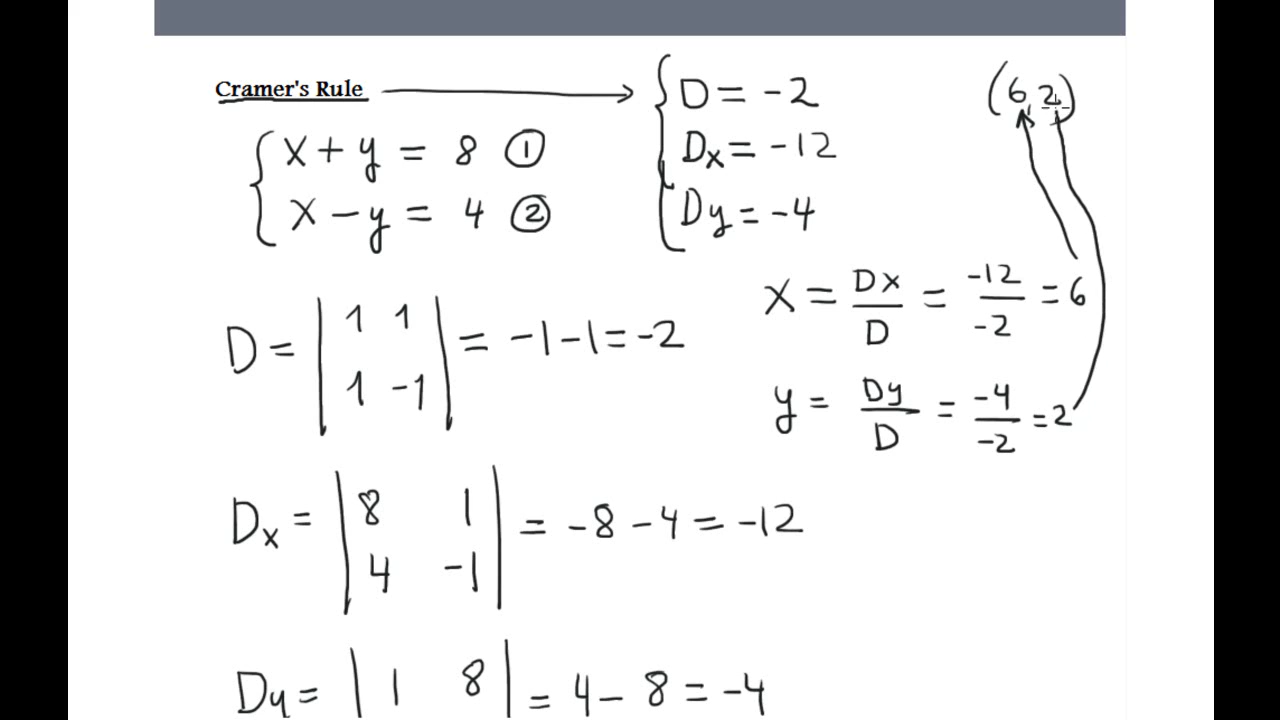 Cramer's Rule
x + y = 8 ①
x - y = 4 ②
D = -2
Dx = -12
Dy = -4
(6, 2)
D = | 1 1 | = -1 - 1 = -2
| 1 -1 |
x = Dx/D = -12/-2 = 6
y = Dy/D = -4/-2 = 2
Dx = | 8 1 | = -8 - 4 = -12
| 4 -1 |
Dy = | 1 8 | = 4 - 8 = -4